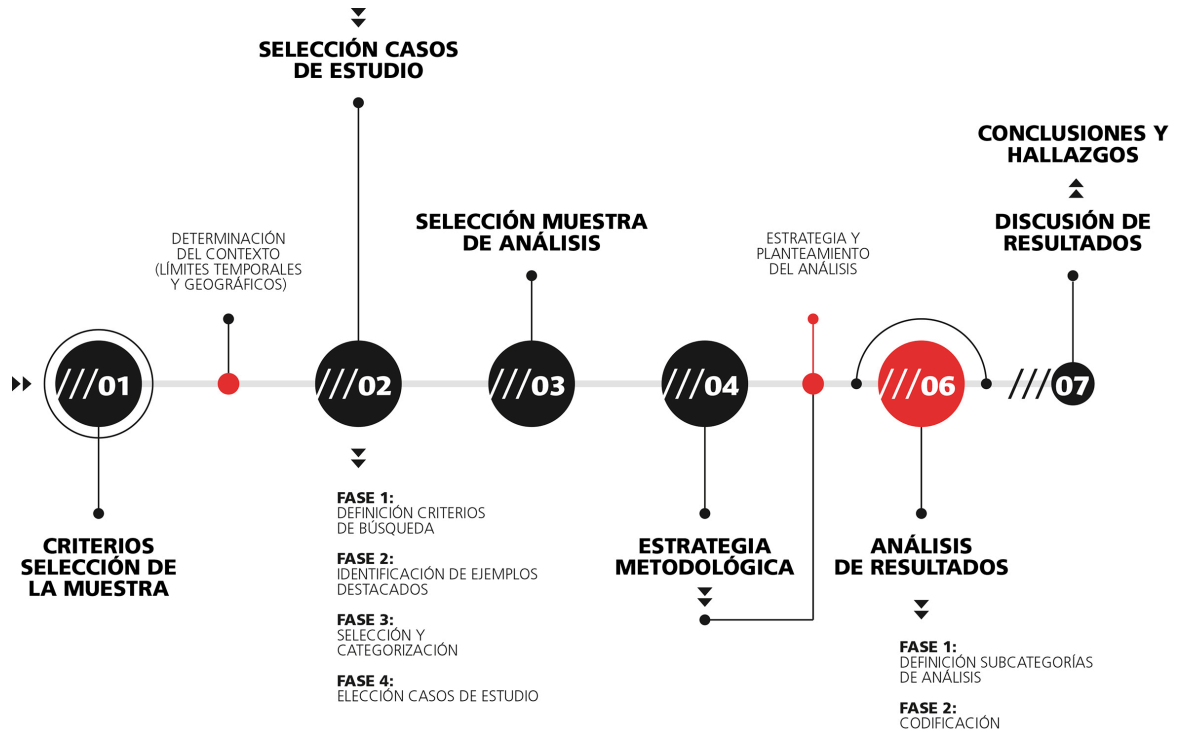 SELECCIÓN CASOS
DE ESTUDIO
CONCLUSIONES Y
HALLAZGOS
DISCUSIÓN DE
RESULTADOS
SELECCIÓN MUESTRA
DE ANÁLISIS
DETERMINACIÓN
DEL CONTEXTO
(LÍMITES TEMPORALES
Y GEOGRÁFICOS)
ESTRATEGIA Y
PLANTEAMIENTO
DEL ANÁLISIS
///01
///02
///03
///04
///06
///07
CRITERIOS
SELECCIÓN DE
LA MUESTRA
FASE 1:
DEFINICIÓN CRITERIOS
DE BÚSQUEDA
FASE 2:
IDENTIFICACIÓN DE EJEMPLOS
DESTACADOS
FASE 3:
SELECCIÓN Y
CATEGORIZACIÓN
FASE 4:
ELECCIÓN CASOS DE ESTUDIO
ESTRATEGIA
METODOLÓGICA
ANÁLISIS
DE RESULTADOS
FASE 1:
DEFINICIÓN SUBCATEGORÍAS
DE ANÁLISIS
FASE 2:
CODIFICACIÓN